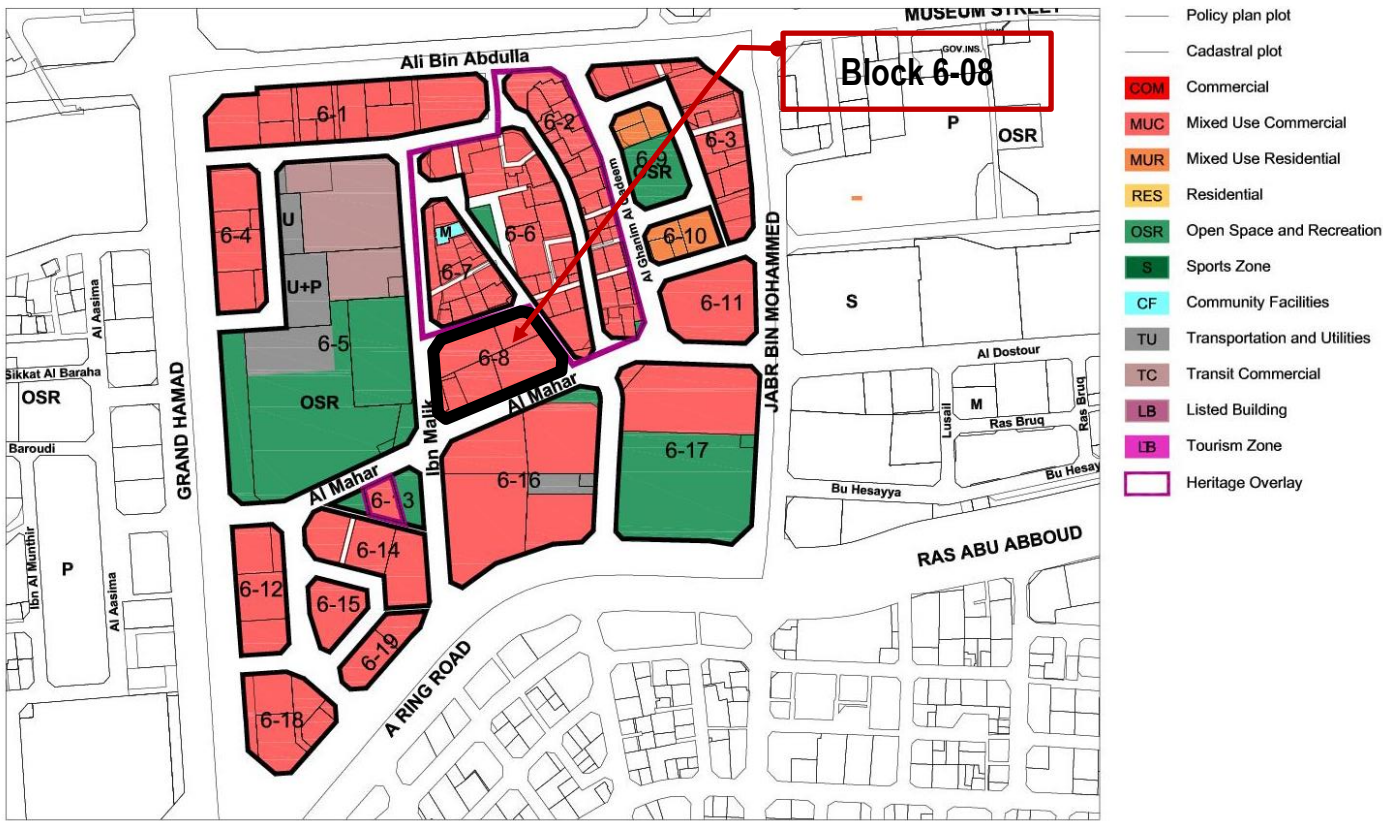 MUSEUM STREET
GOV.INS.
Block 6-08
P
OSR
Ali Bin Abdulla
6-1
6-2
6-3
6-9
OSR
6-4
U
M
6-6
Al Ghanim Al Qadeem
6-10
6-7
U+P
6-11
S
6-5
6-8
JABR BIN MOHAMMED
Al Dostour
Al Aasima
Sikkat Al Baraha
OSR
GRAND HAMAD
OSR
Al Mahar
Ibn Malik
Lusail
M
Ras Bruq
Ras Bruq
Baroudi
6-17
Al Mahar
6-13
6-16
Bu Hesayya
Bu Hesay
6-14
RAS ABU ABBOUD
Ibn Al Munthir
P
Al Aasima
6-12
6-15
6-19
A RING ROAD
6-18
Policy plan plot
Cadastral plot
COM Commercial
MUC Mixed Use Commercial
MUR Mixed Use Residential
RES Residential
OSR Open Space and Recreation
S Sports Zone
CF Community Facilities
TU Transportation and Utilities
TC Transit Commercial
LB Listed Building
Tourism Zone
Heritage Overlay